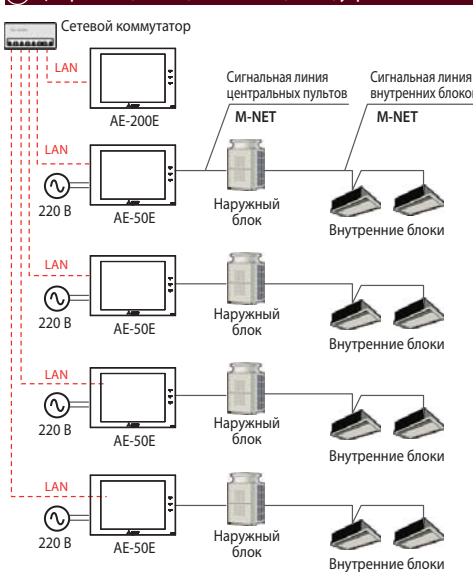 Сетевой коммутатор
LAN
AE-200E
Сигнальная линия
центральных пультов
M-NET
Сигнальная линия
внутренних блоков
M-NET
LAN
220 В
AE-50E
Наружный
блок
Внутренние блоки
LAN
220 В
AE-50E
Наружный
блок
Внутренние блоки
LAN
220 В
AE-50E
Наружный
блок
Внутренние блоки
LAN
220 В
AE-50E
Наружный
блок
Внутренние блоки